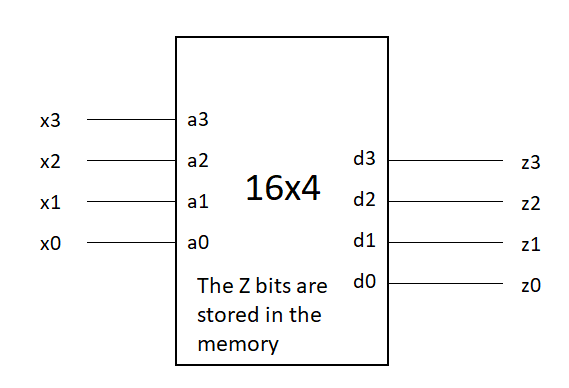 x3
x2
x1
x0
a3
a2
a1
a0
16x4
The Z bits are
stored in the
memory
d3
d2
d1
d0
z3
z2
z1
z0